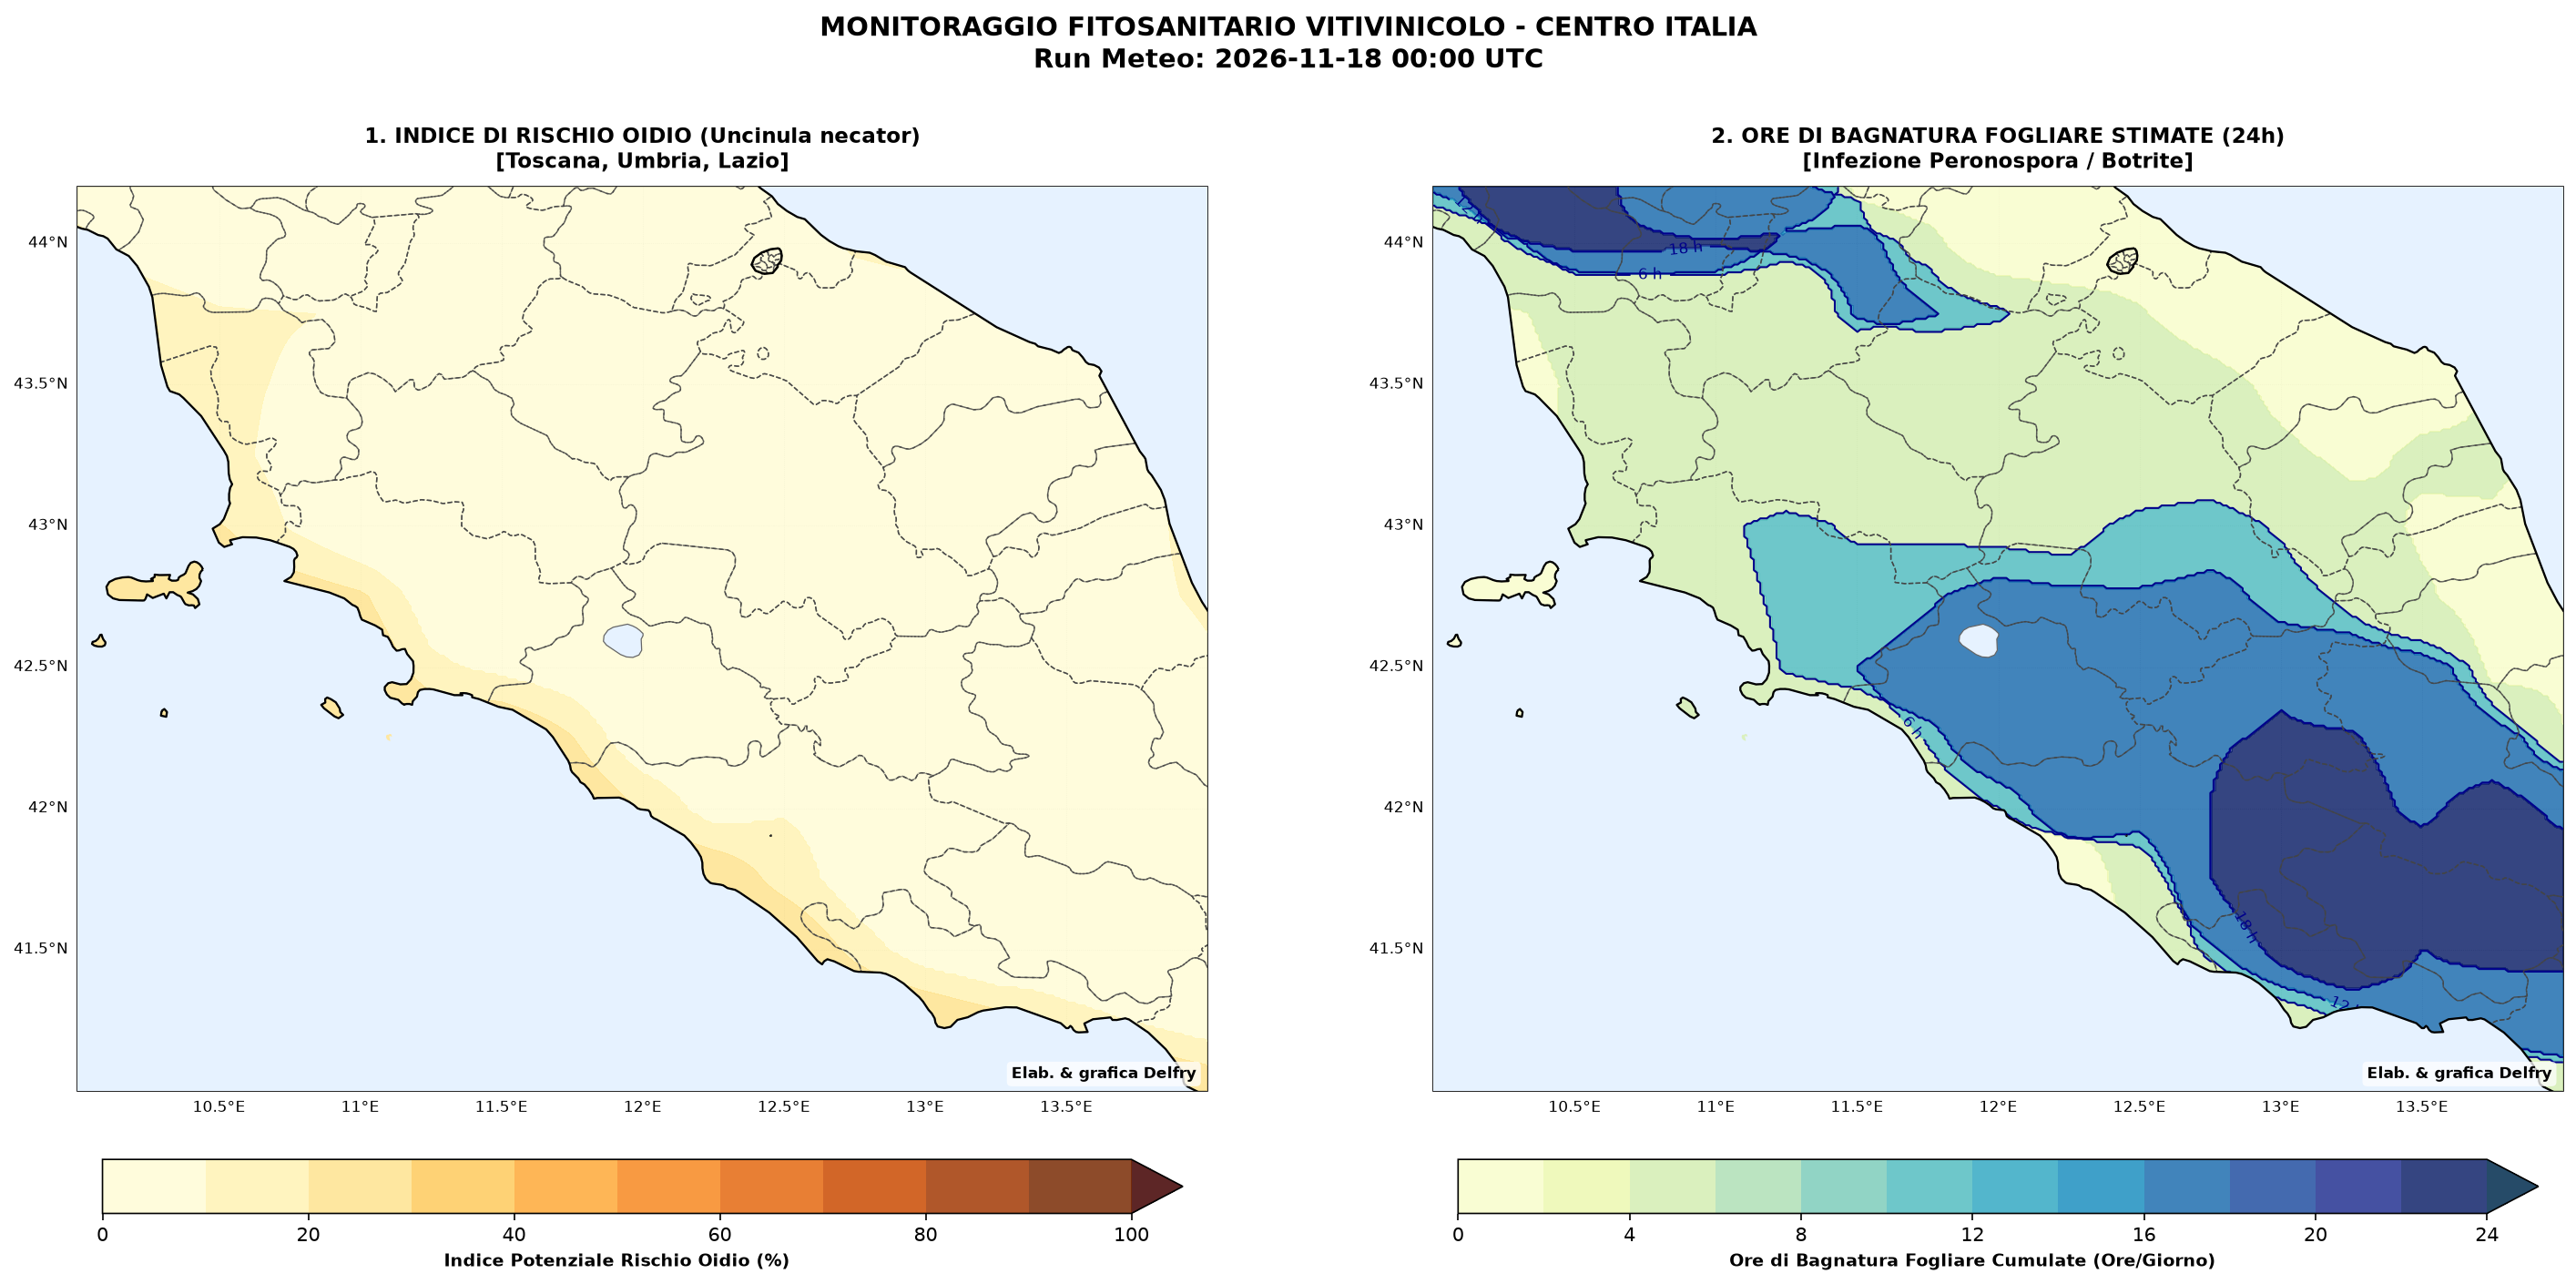 MONITORAGGIO FITOSANITARIO VITIVINICOLO - CENTRO ITALIA
Run Meteo: 2026-11-18 00:00 UTC
1. INDICE DI RISCHIO OIDIO (Uncinula necator)
[Toscana, Umbria, Lazio]
44°N
43.5°N
43°N
42.5°N
42°N
41.5°N
10.5°E 11°E 11.5°E 12°E 12.5°E 13°E 13.5°E
Elab. & grafica Delfry
0 20 40 60 80 100
Indice Potenziale Rischio Oidio (%)
2. ORE DI BAGNATURA FOGLIARE STIMATE (24h)
[Infezione Peronospora / Botrite]
44°N
43.5°N
43°N
42.5°N
42°N
41.5°N
18 h
6 h
6 h
18 h
12
10.5°E 11°E 11.5°E 12°E 12.5°E 13°E 13.5°E
Elab. & grafica Delfry
0 4 8 12 16 20 24
Ore di Bagnatura Fogliare Cumulate (Ore/Giorno)